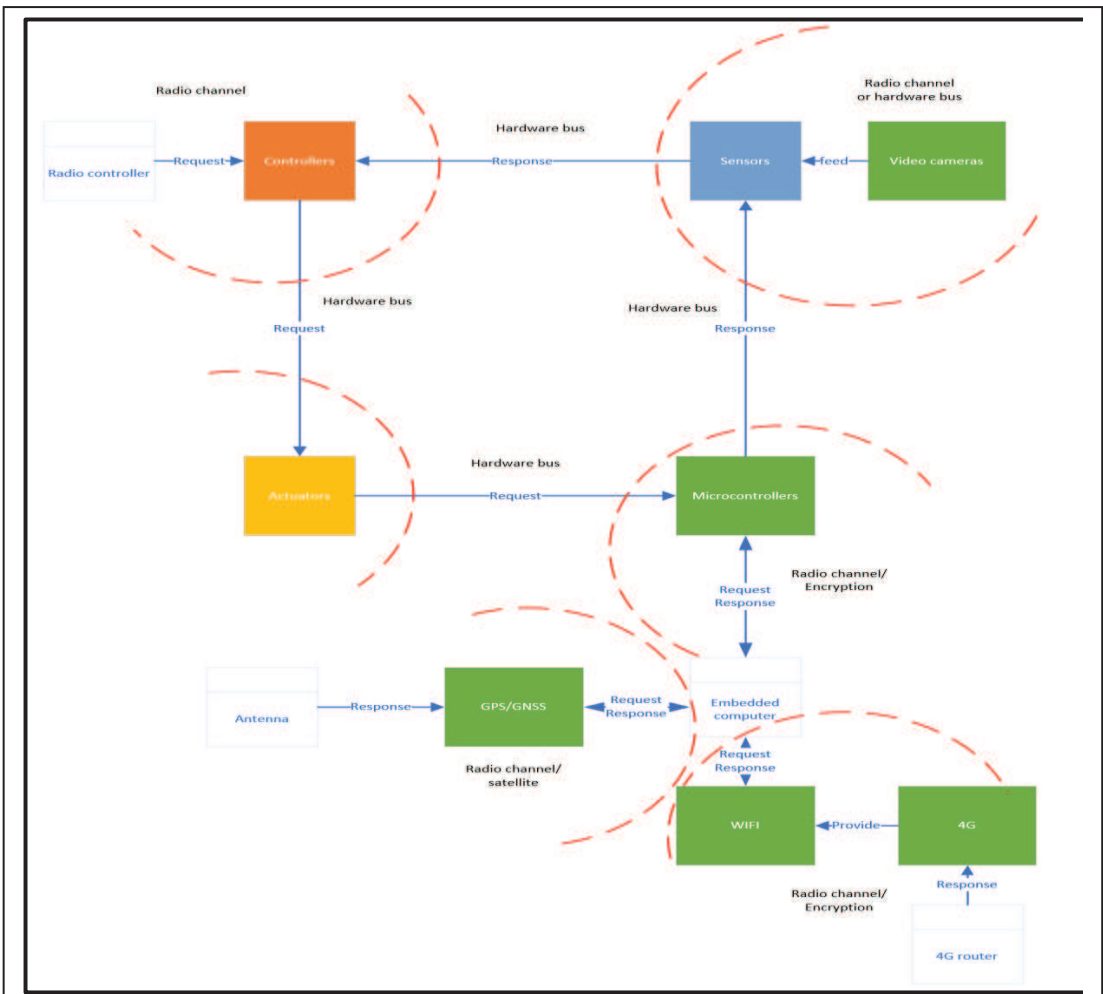 Radio channel
Radio channel
or hardware bus
Hardware bus
Radio controller
Request
Controllers
Response
Sensors
feed
Video cameras
Hardware bus
Request
Hardware bus
Response
Actuators
Hardware bus
Request
Microcontrollers
Radio channel/
Encryption
Request
Response
Antenna
Response
GPS/GNSS
Request
Response
Embedded
computer
Radio channel/
satellite
Request
Response
WIFI
Provide
4G
Radio channel/
Encryption
Response
4G router